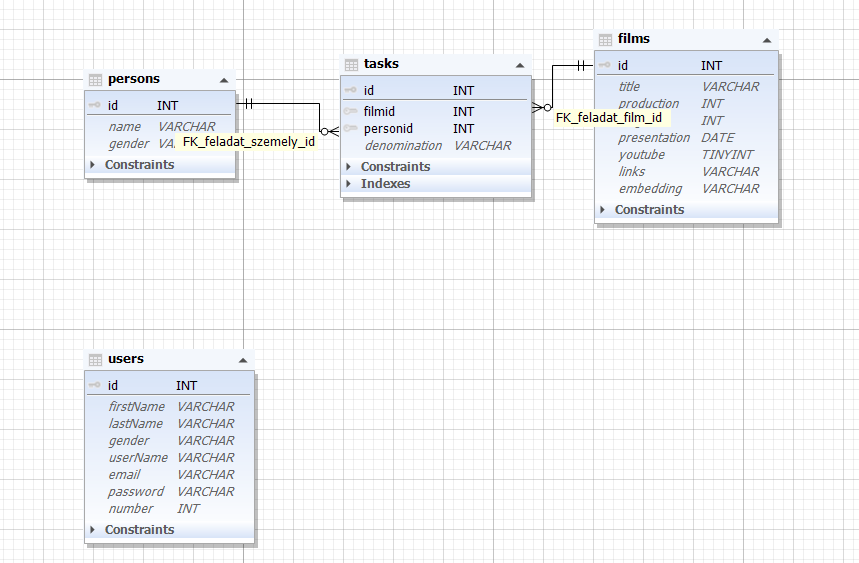 persons
id INT
name VARCHAR
gender VA
FK_feladat_szemely_id
Constraints
tasks
id INT
filmid INT
personid INT
denomination VARCHAR
Constraints
Indexes
films
id INT
title VARCHAR
production INT
FK_feladat_film_id
INT
presentation DATE
youtube TINYINT
links VARCHAR
embedding VARCHAR
Constraints
users
id INT
firstName VARCHAR
lastName VARCHAR
gender VARCHAR
userName VARCHAR
email VARCHAR
password VARCHAR
number INT
Constraints